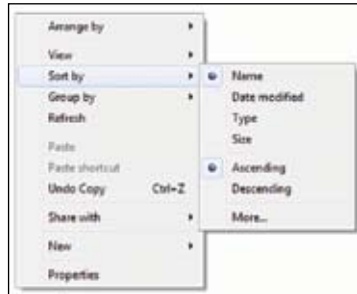 Arrange by
View
Sort by
Group by
Refresh
Paste
Paste shortcut
Undo Copy Ctrl+Z
Share with
New
Properties
Name
Date modified
Type
Size
Ascending
Descending
More...